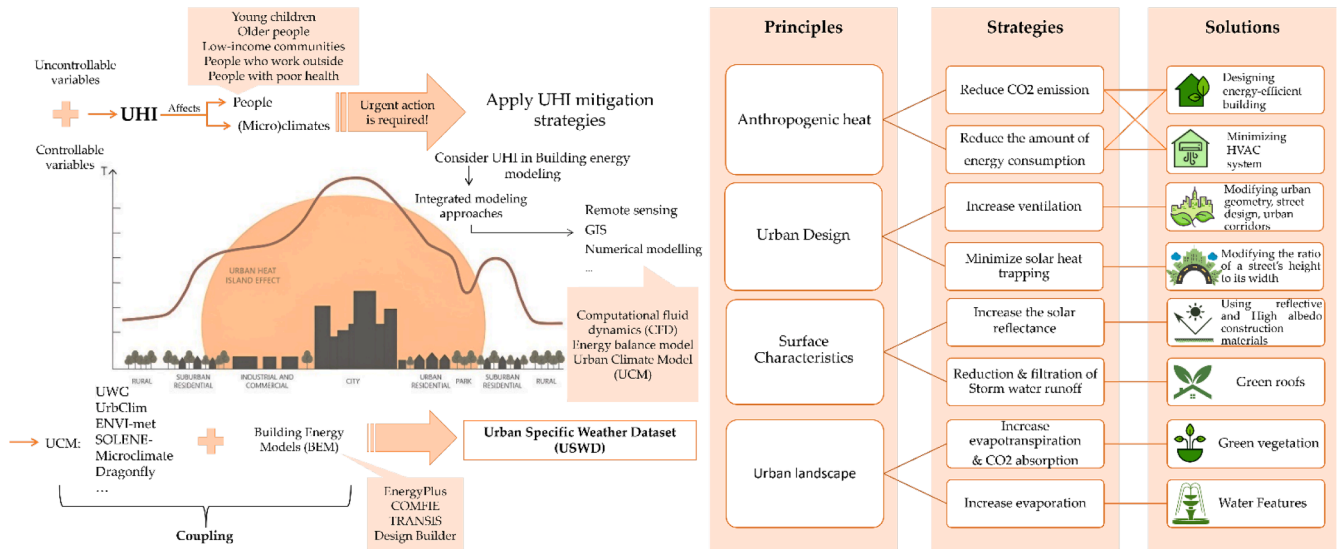 Young children
Older people
Low-income communities
People who work outside
People with poor health
Uncontrollable
variables
UHI
Affects
People
(Micro)climates
Urgent action
is required!
Apply UHI mitigation
strategies
Controllable
variables
Consider UHI in Building energy
modeling
Integrated modeling
approaches
Remote sensing
GIS
Numerical modelling
...
T
URBAN HEAT
ISLAND EFFECT
Computational fluid
dynamics (CFD)
Energy balance model
Urban Climate Model
(UCM)
RURAL
SUBURBAN
RESIDENTIAL
INDUSTRIAL AND
COMMERCIAL
CITY
URBAN
RESIDENTIAL
PARK
SUBURBAN
RESIDENTIAL
RURAL
UCM:
UWG
UrbClim
ENVI-met
SOLENE-
Microclimate
Dragonfly
...
Building Energy
Models (BEM)
Urban Specific Weather Dataset
(USWD)
EnergyPlus
COMFIE
TRANSIS
Design Builder
Coupling
Principles
Anthropogenic heat
Urban Design
Surface
Characteristics
Urban landscape
Strategies
Reduce CO2 emission
Reduce the amount of
energy consumption
Increase ventilation
Minimize solar heat
trapping
Increase the solar
reflectance
Reduction & filtration of
Storm water runoff
Increase
evapotranspiration
& CO2 absorption
Increase evaporation
Solutions
Designing
energy-efficient
building
Minimizing
HVAC
system
Modifying urban
geometry, street
design, urban
corridors
Modifying the ratio
of a street's height
to its width
Using reflective
and High albedo
construction
materials
Green roofs
Green vegetation
Water Features